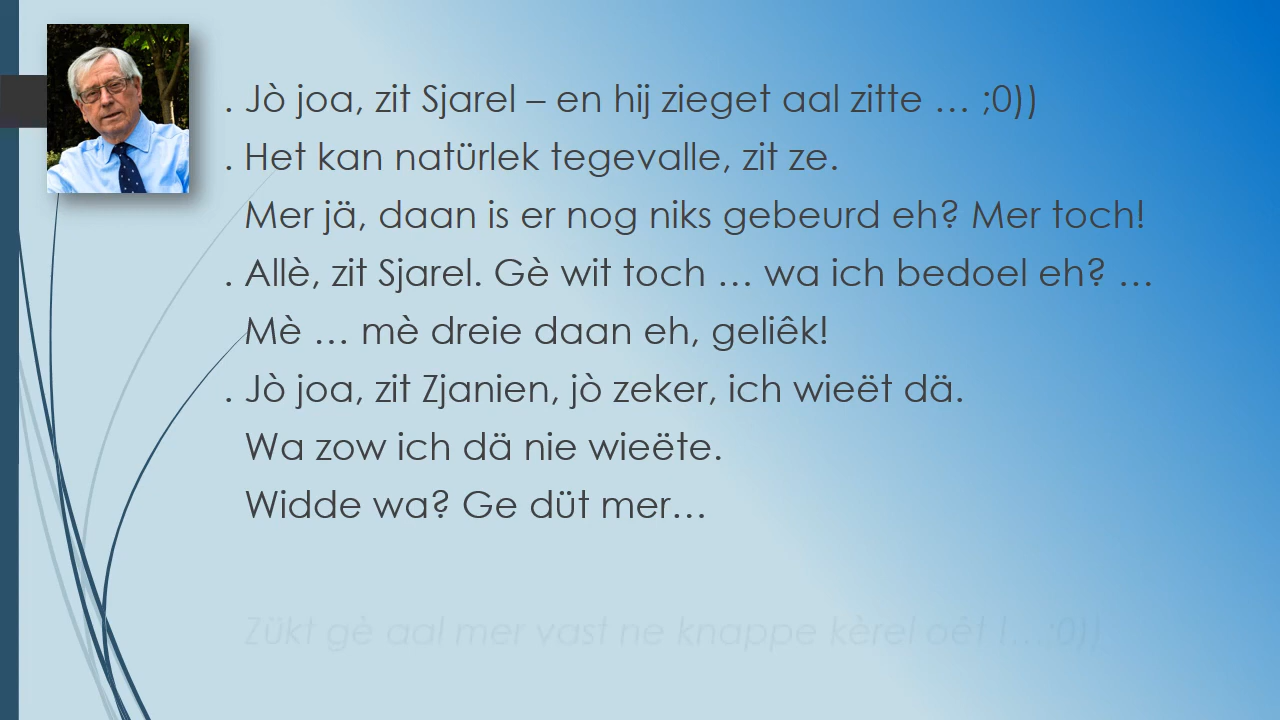 . Jò joa, zit Sjarel – en hij zieget aal zitte … ;0))
. Het kan natürlek tegevalle, zit ze.
Mer jä, daan is er nog niks gebeurd eh? Mer toch!
. Allè, zit Sjarel. Gè wit toch … wa ich bedoel eh? …
Mè … mè dreie daan eh, geliêk!
. Jò joa, zit Zjanien, jò zeker, ich wieët dä.
Wa zow ich dä nie wieëte.
Widde wa? Ge düt mer…
Zükt gè aal mer vast ne knappe kèrel oët !… ;0))